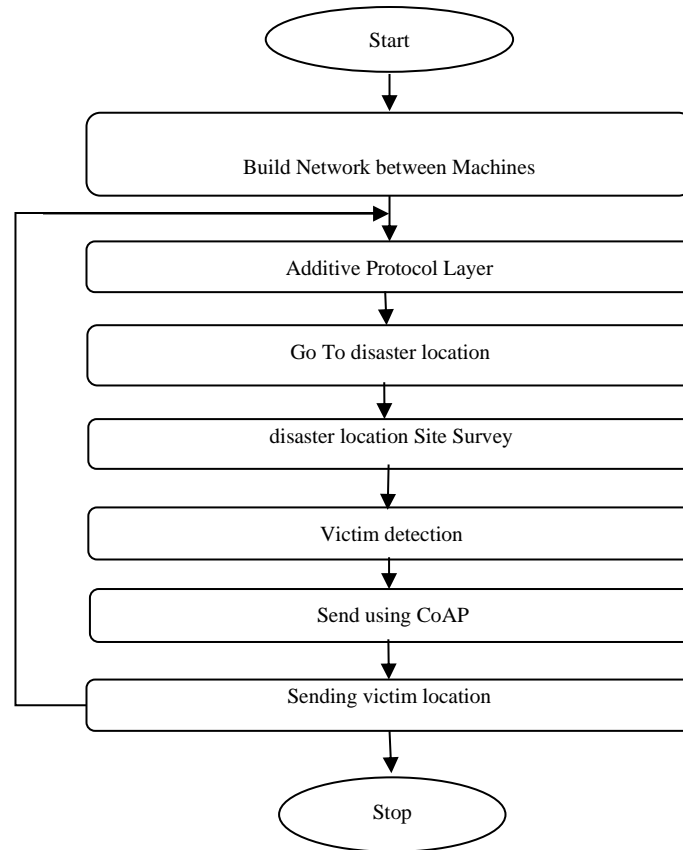 Start
Build Network between Machines
Additive Protocol Layer
Go To disaster location
disaster location Site Survey
Victim detection
Send using CoAP
Sending victim location
Stop